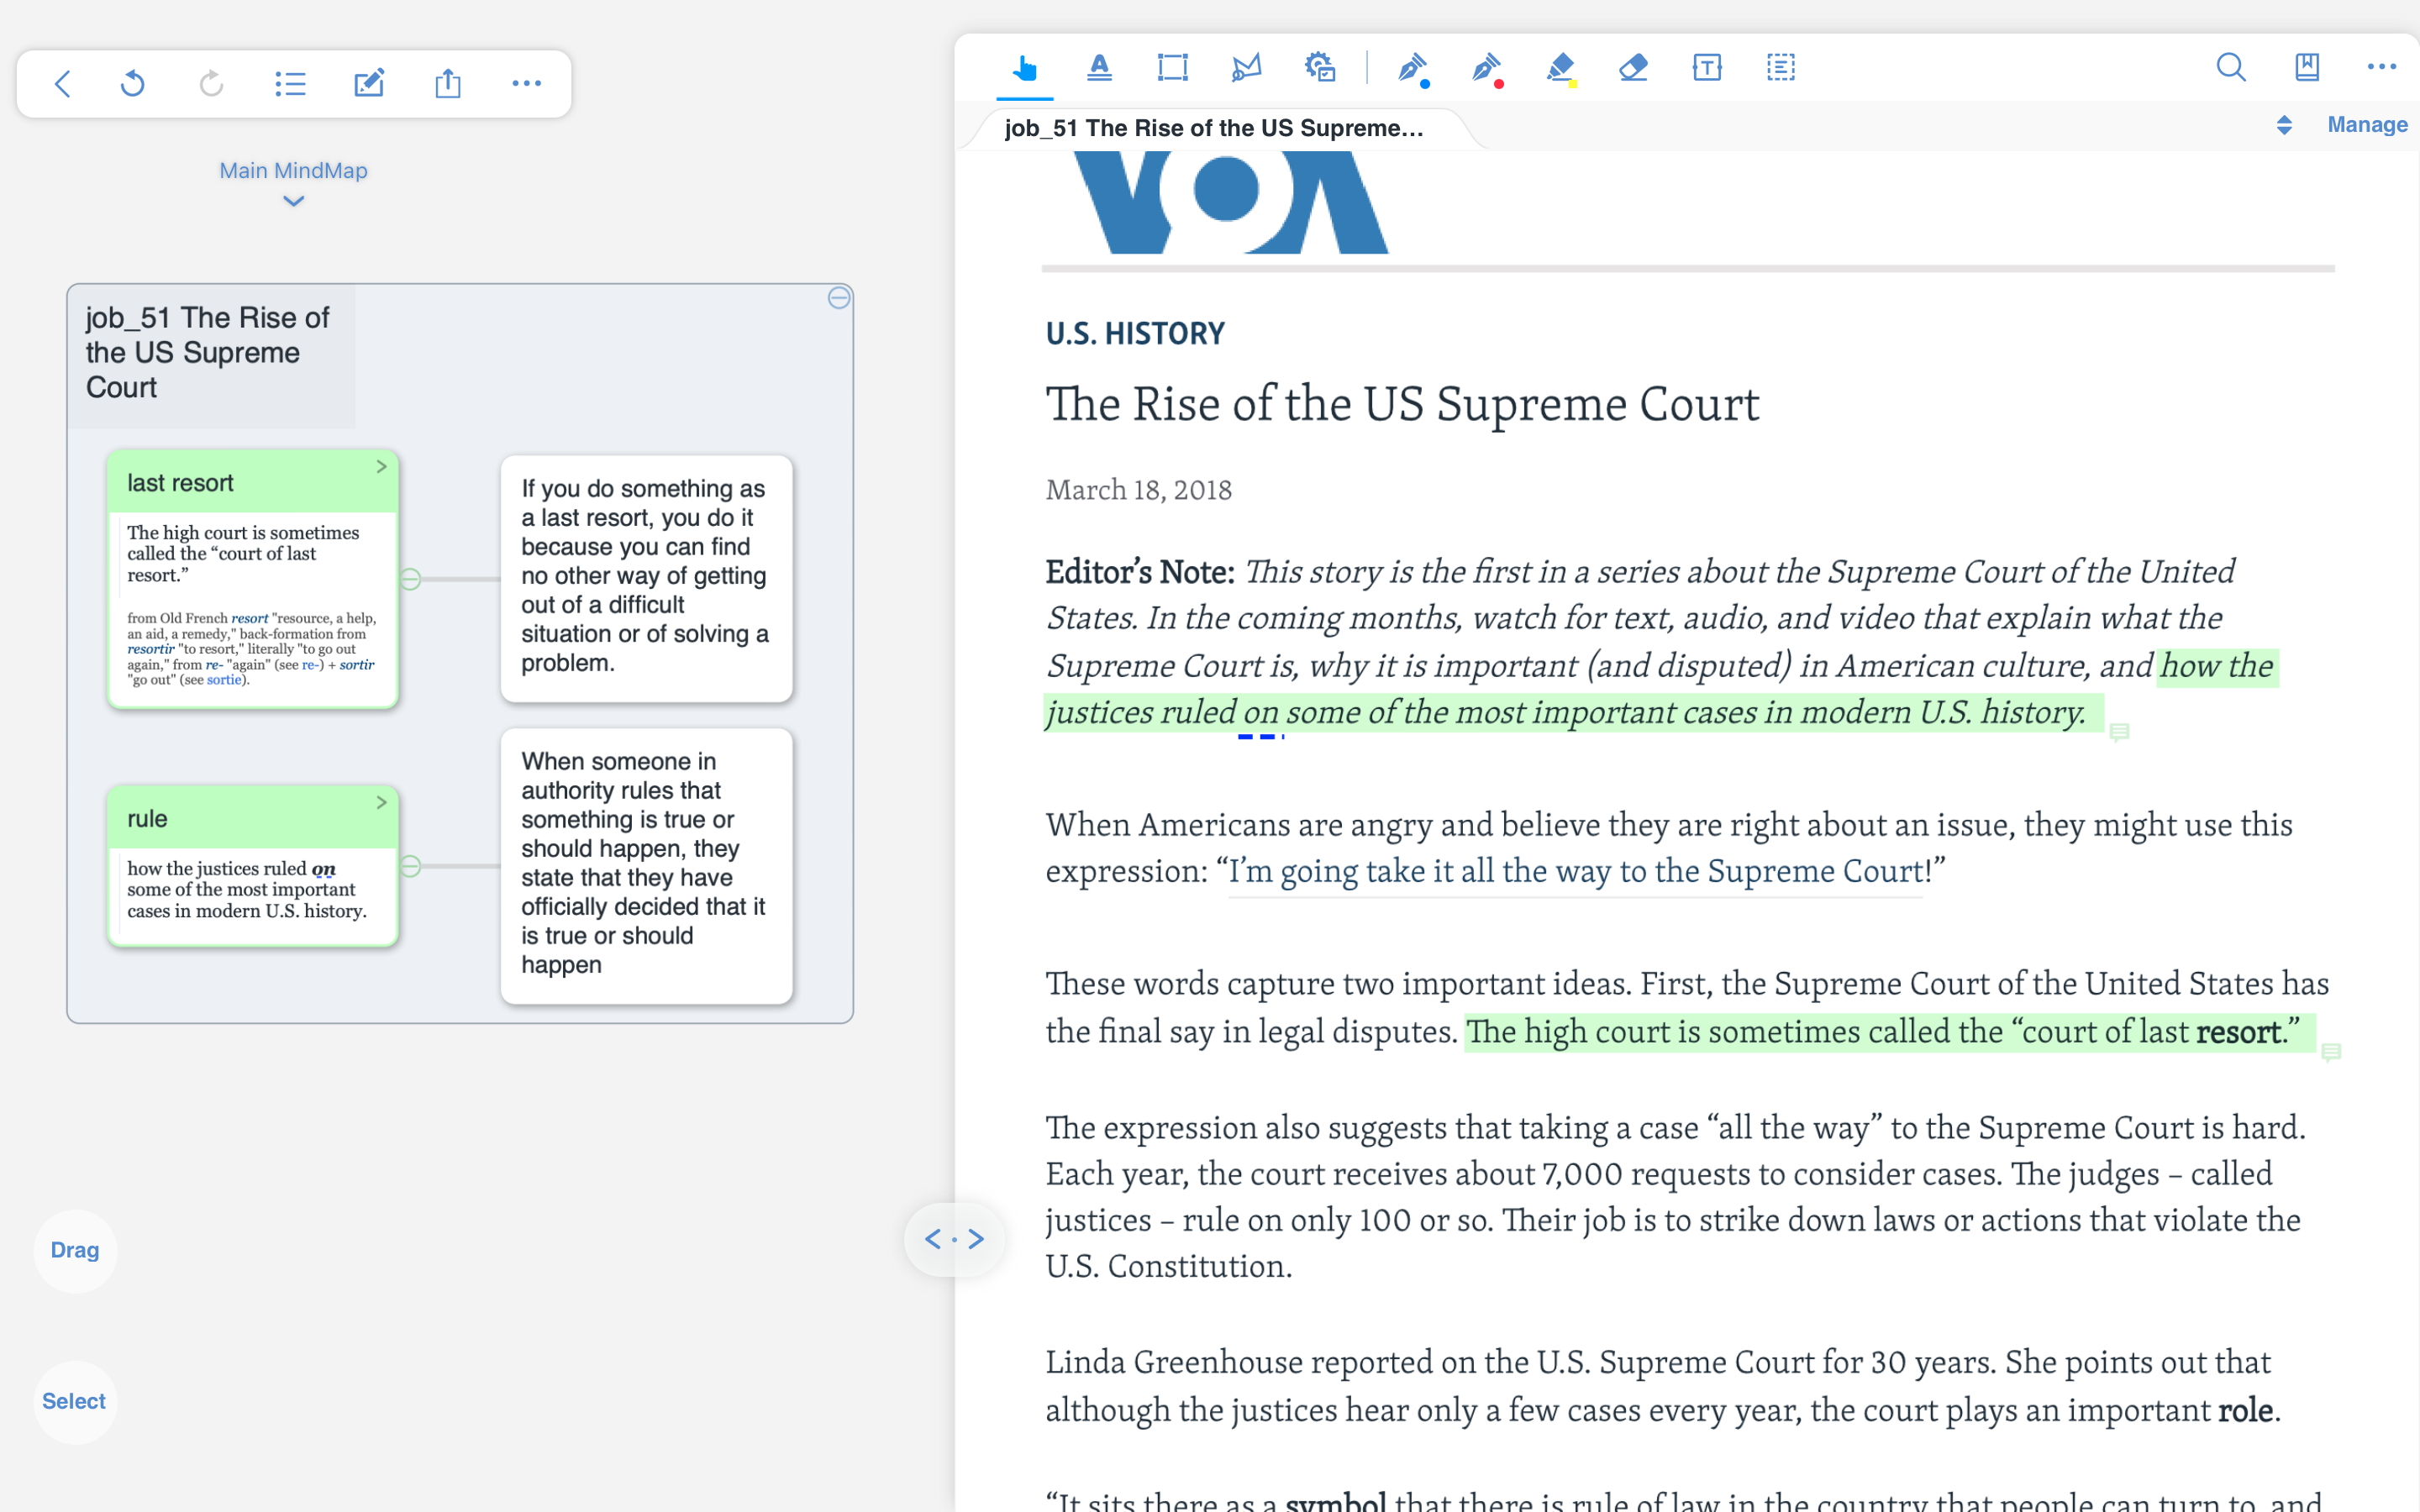 Main MindMap
job_51 The Rise of
the US Supreme
Court
last resort
The high court is sometimes
called the “court of last
resort.”
from Old French resort "resource, a help,
an aid, a remedy," back-formation from
resortir "to resort," literally "to go out
again," from re- "again" (see re-) + sortir
"go out" (see sortie).
If you do something as
a last resort, you do it
because you can find
no other way of getting
out of a difficult
situation or of solving a
problem.
rule
how the justices ruled on
some of the most important
cases in modern U.S. history.
When someone in
authority rules that
something is true or
should happen, they
state that they have
officially decided that it
is true or should
happen
Drag
Select
job_51 The Rise of the US Supreme...
Manage
VOA
U.S. HISTORY
The Rise of the US Supreme Court
March 18, 2018
Editor’s Note: This story is the first in a series about the Supreme Court of the United
States. In the coming months, watch for text, audio, and video that explain what the
Supreme Court is, why it is important (and disputed) in American culture, and how the
justices ruled on some of the most important cases in modern U.S. history.
When Americans are angry and believe they are right about an issue, they might use this
expression: “I’m going take it all the way to the Supreme Court!”
These words capture two important ideas. First, the Supreme Court of the United States has
the final say in legal disputes. The high court is sometimes called the “court of last resort.”
The expression also suggests that taking a case “all the way” to the Supreme Court is hard.
Each year, the court receives about 7,000 requests to consider cases. The judges – called
justices – rule on only 100 or so. Their job is to strike down laws or actions that violate the
U.S. Constitution.
Linda Greenhouse reported on the U.S. Supreme Court for 30 years. She points out that
although the justices hear only a few cases every year, the court plays an important role.
“It sits there as a symbol that there is rule of law in the country that people can turn to, and